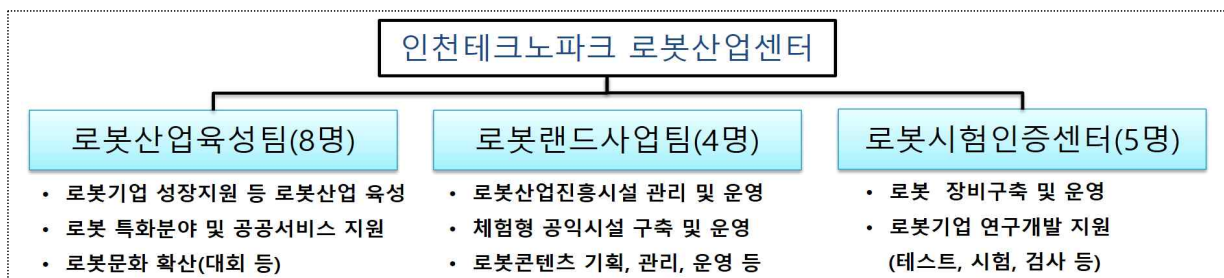 인천테크노파크 로봇산업센터
로봇산업육성팀(8명)
• 로봇기업 성장지원 등 로봇산업 육성
• 로봇 특화분야 및 공공서비스 지원
• 로봇문화 확산(대회 등)
로봇랜드사업팀(4명)
• 로봇산업진흥시설 관리 및 운영
• 체험형 공익시설 구축 및 운영
• 로봇콘텐츠 기획, 관리, 운영 등
로봇시험인증센터(5명)
• 로봇 장비구축 및 운영
• 로봇기업 연구개발 지원
(테스트, 시험, 검사 등)